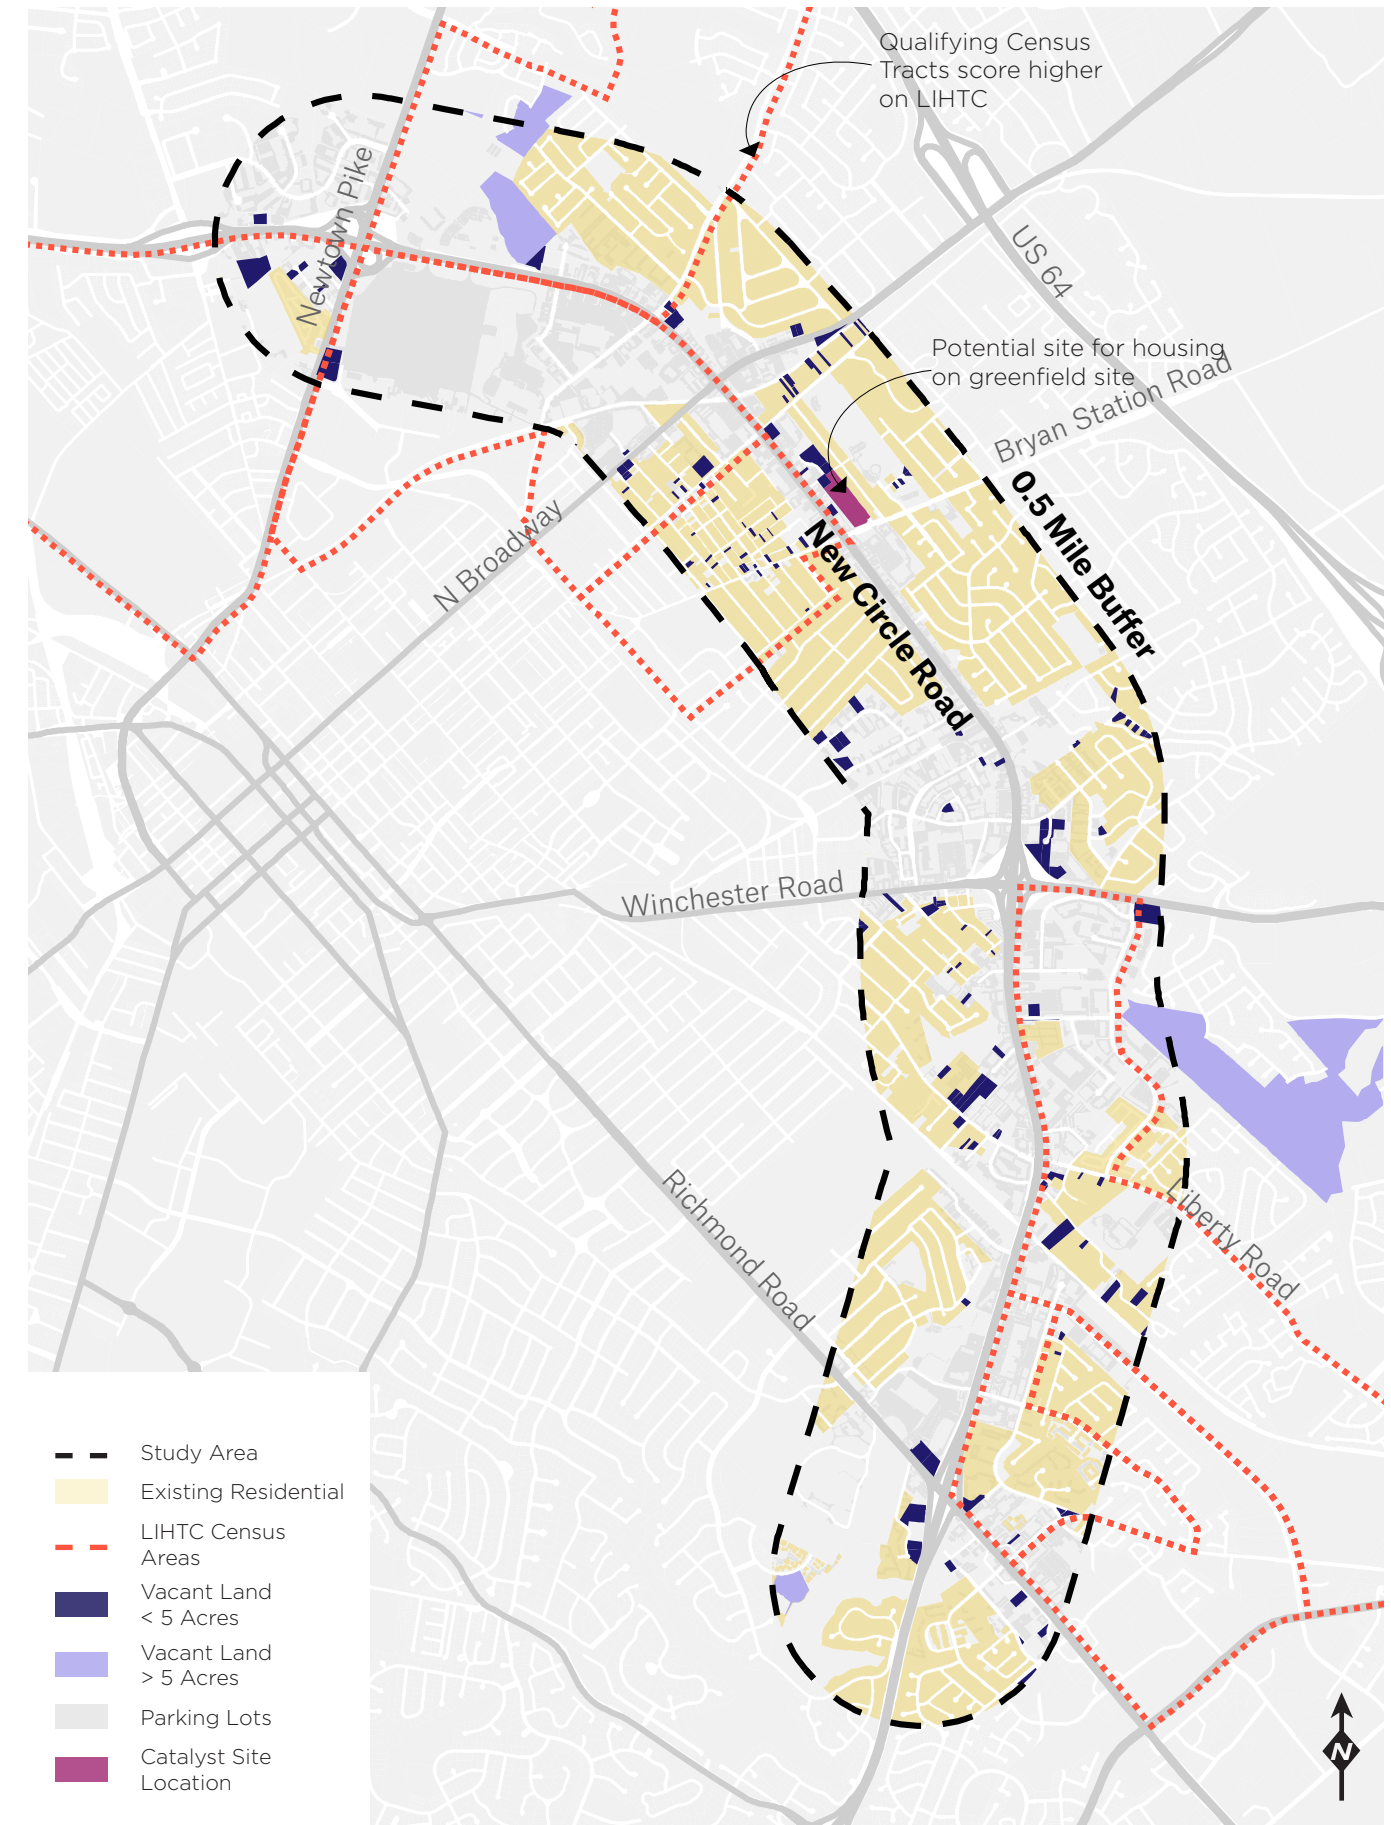 Qualifying Census
Tracts score higher
on LIHTC
Newtown Pike
US 64
Potential site for housing
on greenfield site
Bryan Station Road
0.5 Mile Buffer
N Broadway
New Circle Road
Winchester Road
Richmond Road
Liberty Road
Study Area
Existing Residential
LIHTC Census
Areas
Vacant Land
< 5 Acres
Vacant Land
> 5 Acres
Parking Lots
Catalyst Site
Location
N